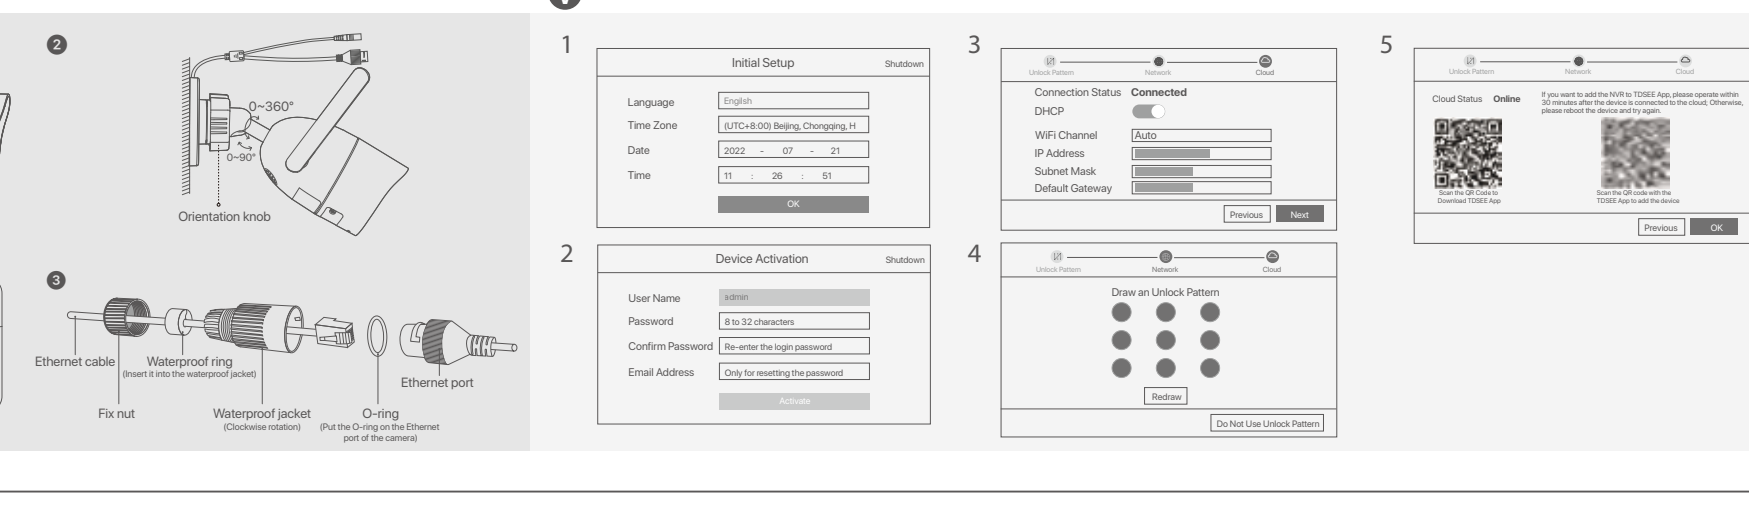 2
0~360°
0~90°
Orientation knob
3
Ethernet cable
Waterproof ring
(Insert it into the waterproof jacket)
Ethernet port
Fix nut
Waterproof jacket
(Clockwise rotation)
O-ring
(Put the O-ring on the Ethernet
port of the camera)
1
Initial Setup
Shutdown
Language English
Time Zone (UTC+8:00) Beijing, Chongqing, H
Date 2022 - 07 - 21
Time 11 : 26 : 51
OK
2
Device Activation
Shutdown
User Name admin
Password 8 to 32 characters
Confirm Password Re-enter the login password
Email Address Only for resetting the password
Activate
3
Unlock Pattern Network Cloud
Connection Status Connected
DHCP
WiFi Channel Auto
IP Address
Subnet Mask
Default Gateway
Previous Next
4
Unlock Pattern Network Cloud
Draw an Unlock Pattern
Redraw
Do Not Use Unlock Pattern
5
Unlock Pattern Network Cloud
Cloud Status Online
If you want to add the NVR to TDSEE App, please operate within
30 minutes after the device is connected to the cloud; Otherwise,
please reboot the device and try again.
Scan the QR Code to
Download TDSEE App
Scan the QR code with the
TDSEE App to add the device
Previous OK